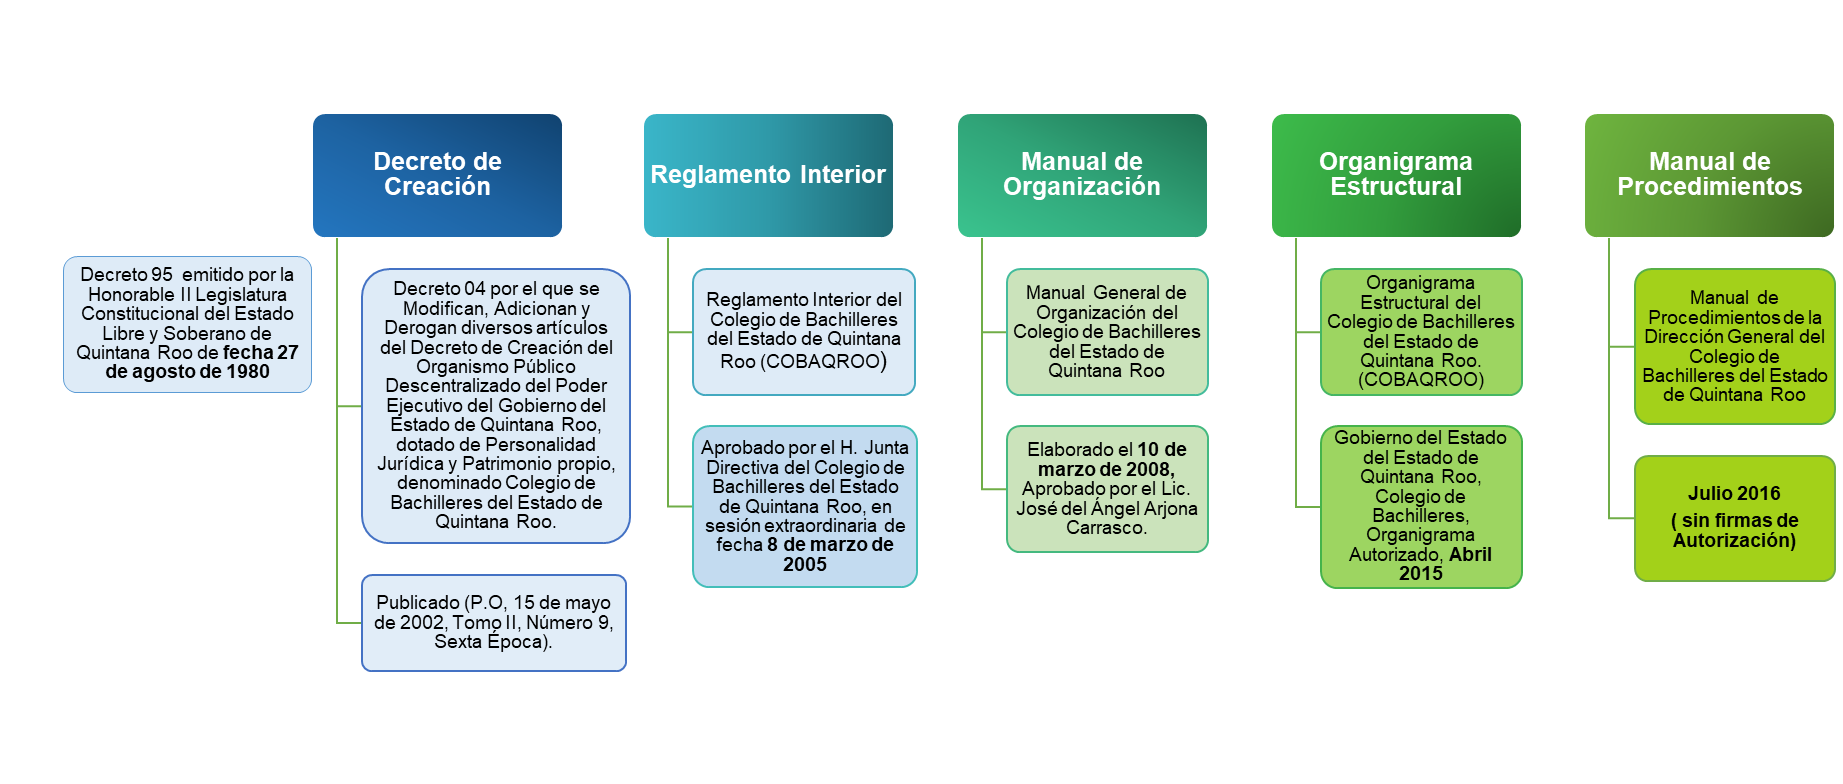 Decreto de
Creación
Decreto 95 emitido por la
Honorable II Legislatura
Constitucional del Estado
Libre y Soberano de
Quintana Roo de fecha 27
de agosto de 1980
Decreto 04 por el que se
Modifican, Adicionan y
Derogan diversos artículos
del Decreto de Creación del
Organismo Público
Descentralizado del Poder
Ejecutivo del Gobierno del
Estado de Quintana Roo,
dotado de Personalidad
Jurídica y Patrimonio propio,
denominado Colegio de
Bachilleres del Estado de
Quintana Roo.
Publicado (P.O, 15 de mayo
de 2002, Tomo II, Número 9,
Sexta Época).
Reglamento Interior
Reglamento Interior del
Colegio de Bachilleres
del Estado de Quintana
Roo (COBAQROO)
Aprobado por el H. Junta
Directiva del Colegio de
Bachilleres del Estado
de Quintana Roo, en
sesión extraordinaria de
fecha 8 de marzo de
2005
Manual de
Organización
Manual General de
Organización del
Colegio de Bachilleres
del Estado de
Quintana Roo
Elaborado el 10 de
marzo de 2008,
Aprobado por el Lic.
José del Ángel Arjona
Carrasco.
Organigrama
Estructural
Organigrama
Estructural del
Colegio de Bachilleres
del Estado de
Quintana Roo.
(COBAQROO)
Gobierno del Estado
del Estado de
Quintana Roo,
Colegio de
Bachilleres,
Organigrama
Autorizado, Abril
2015
Manual de
Procedimientos
Manual de
Procedimientos de la
Dirección General del
Colegio de
Bachilleres del Estado
de Quintana Roo
Julio 2016
( sin firmas de
Autorización)